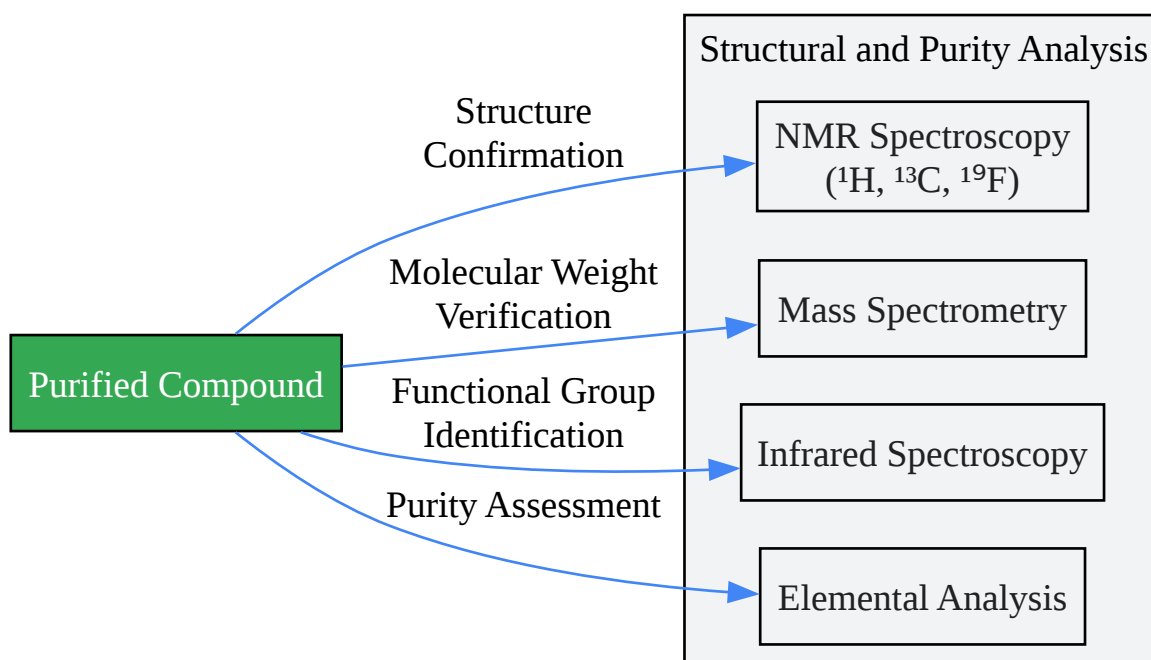 Structural and Purity Analysis
Structure
Confirmation
NMR Spectroscopy
(¹H, ¹³C, ¹⁹F)
Molecular Weight
Verification
Mass Spectrometry
Purified Compound
Functional Group
Identification
Infrared Spectroscopy
Purity Assessment
Elemental Analysis